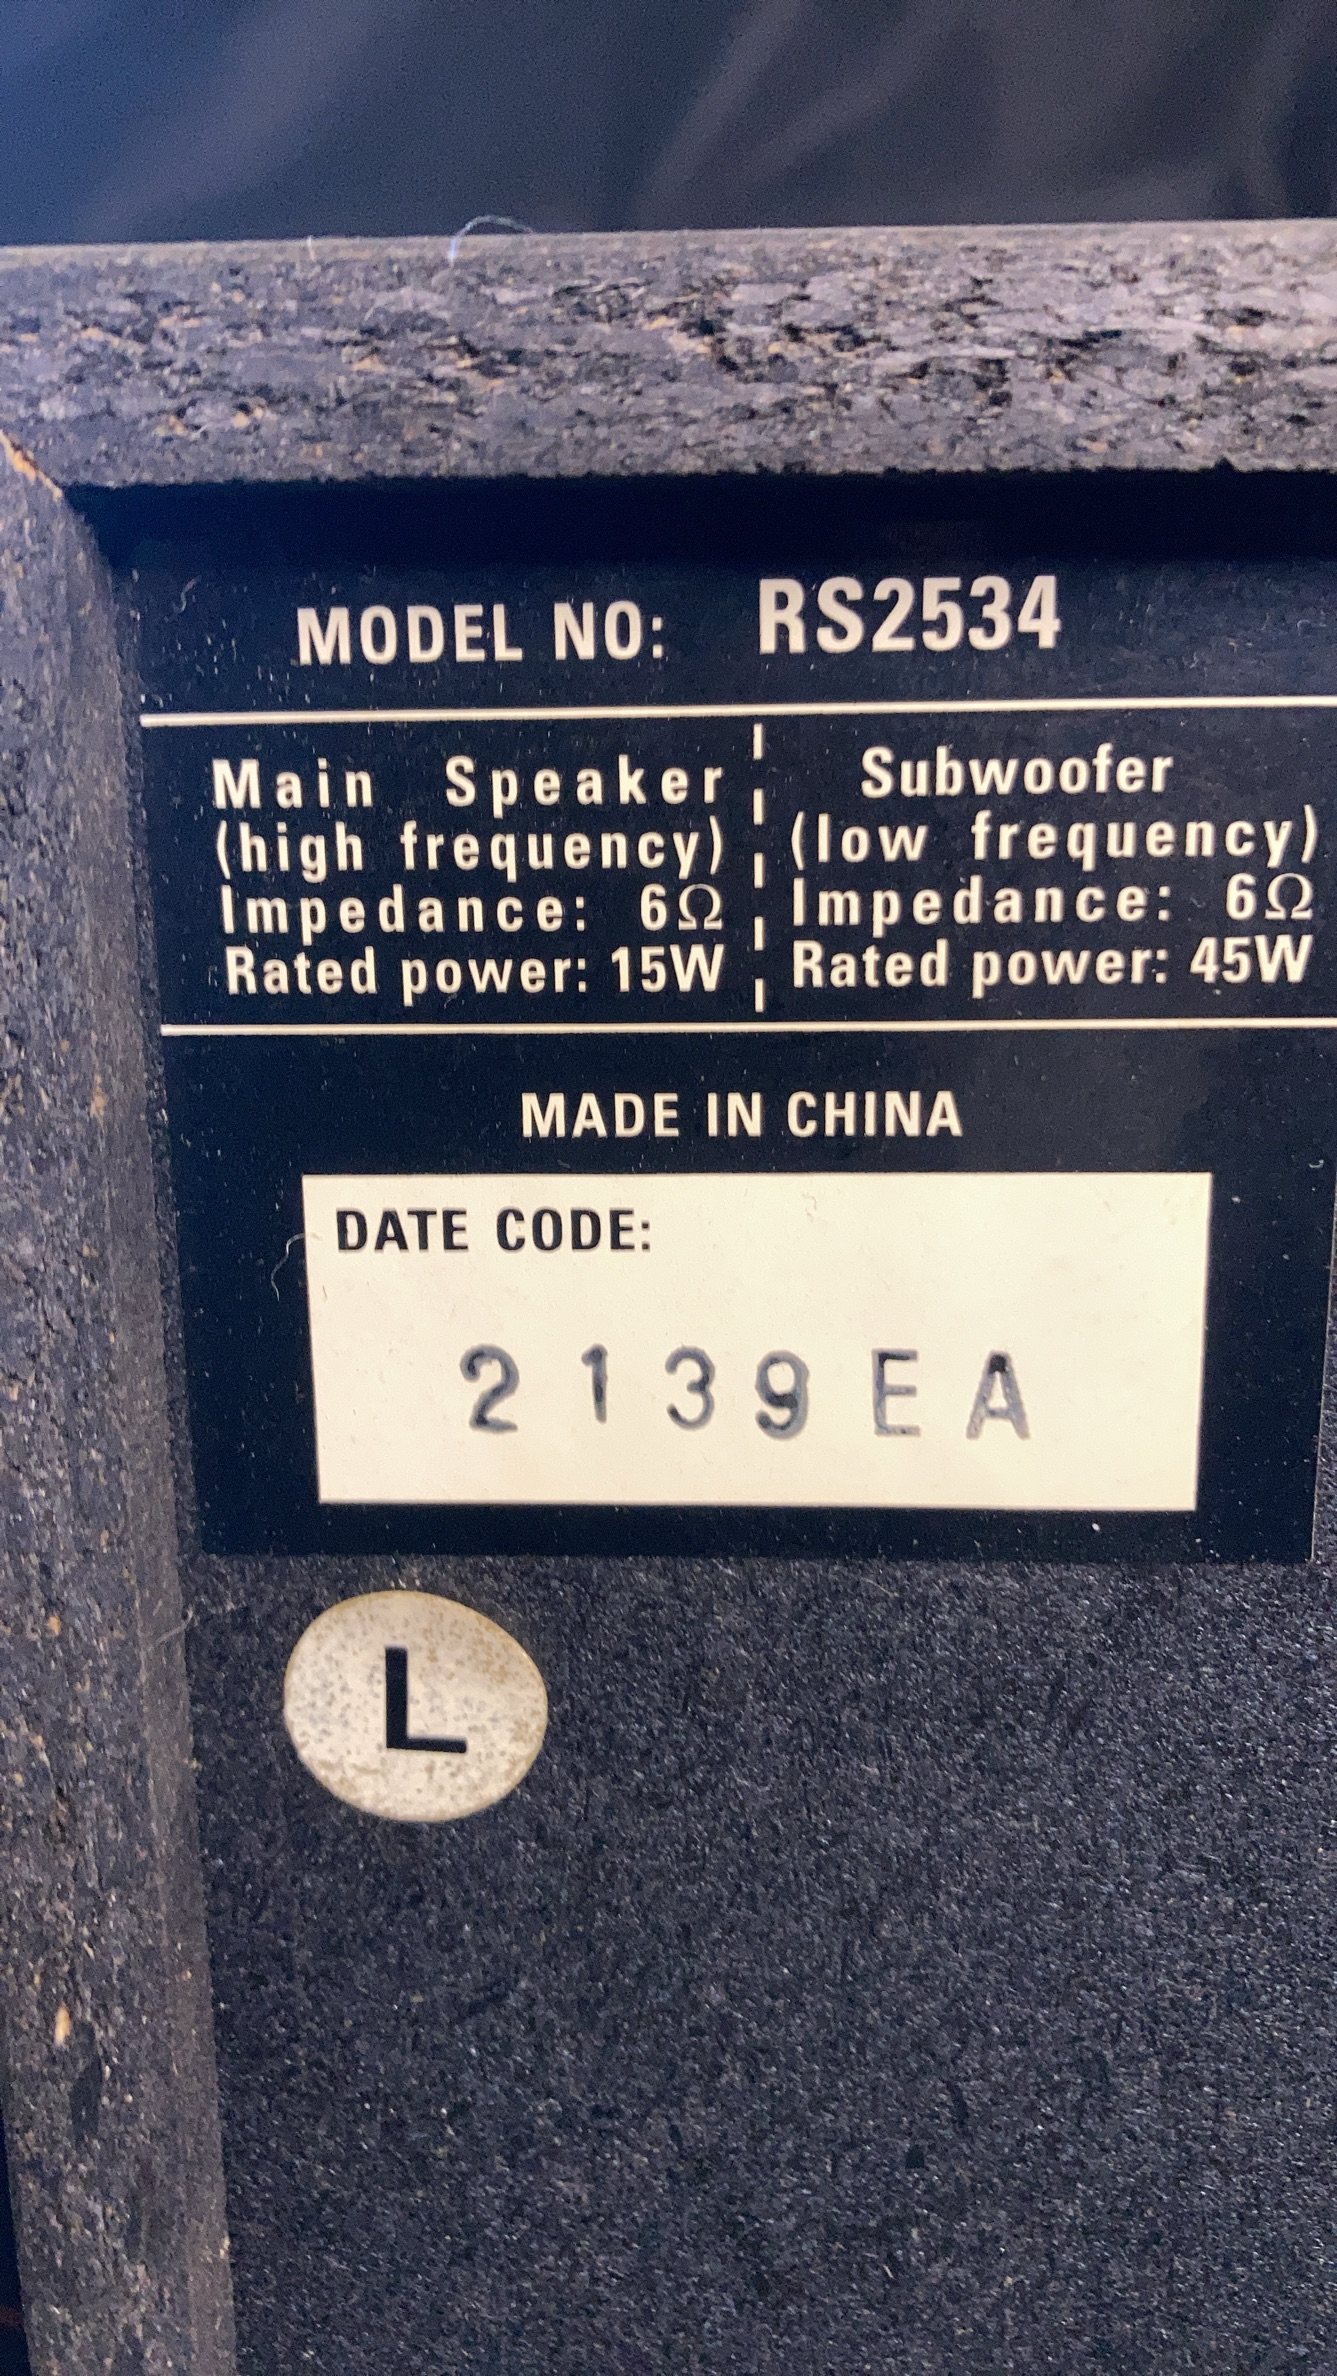 MODEL NO: RS2534
Main Speaker
(high frequency)
Impedance: 6Ω
Rated power: 15W
Subwoofer
(low frequency)
Impedance: 6Ω
Rated power: 45W
MADE IN CHINA
DATE CODE:
2139EA
L